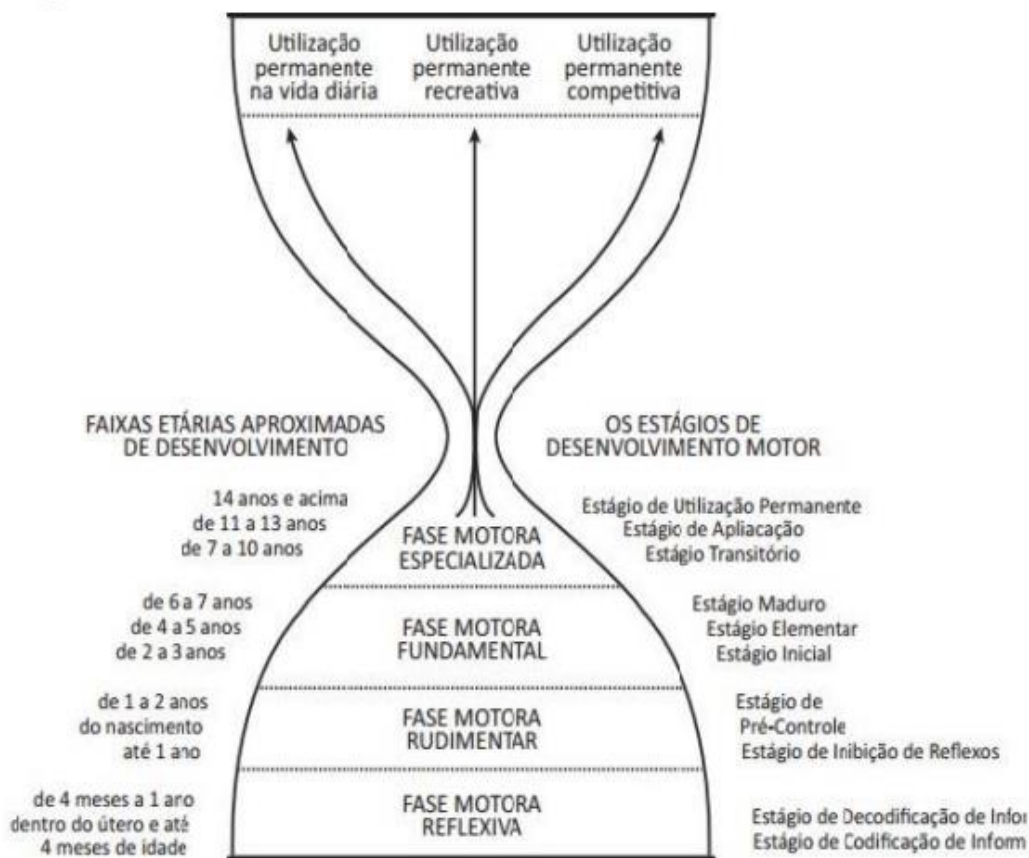 Utilização
permanente
na vida diária
Utilização
permanente
recreativa
Utilização
permanente
competitiva
FAIXAS ETÁRIAS APROXIMADAS
DE DESENVOLVIMENTO
OS ESTÁGIOS DE
DESENVOLVIMENTO MOTOR
14 anos e acima
de 11 a 13 anos
de 7 a 10 anos
FASE MOTORA
ESPECIALIZADA
Estágio de Utilização Permanente
Estágio de Apliacação
Estágio Transitório
de 6 a 7 anos
de 4 a 5 anos
de 2 a 3 anos
FASE MOTORA
FUNDAMENTAL
Estágio Maduro
Estágio Elementar
Estágio Inicial
de 1 a 2 anos
do nascimento
até 1 ano
FASE MOTORA
RUDIMENTAR
Estágio de
Pré-Controle
Estágio de Inibição de Reflexos
de 4 meses a 1 ano
dentro do útero e até
4 meses de idade
FASE MOTORA
REFLEXIVA
Estágio de Decodificação de
Estágio de Codificação de